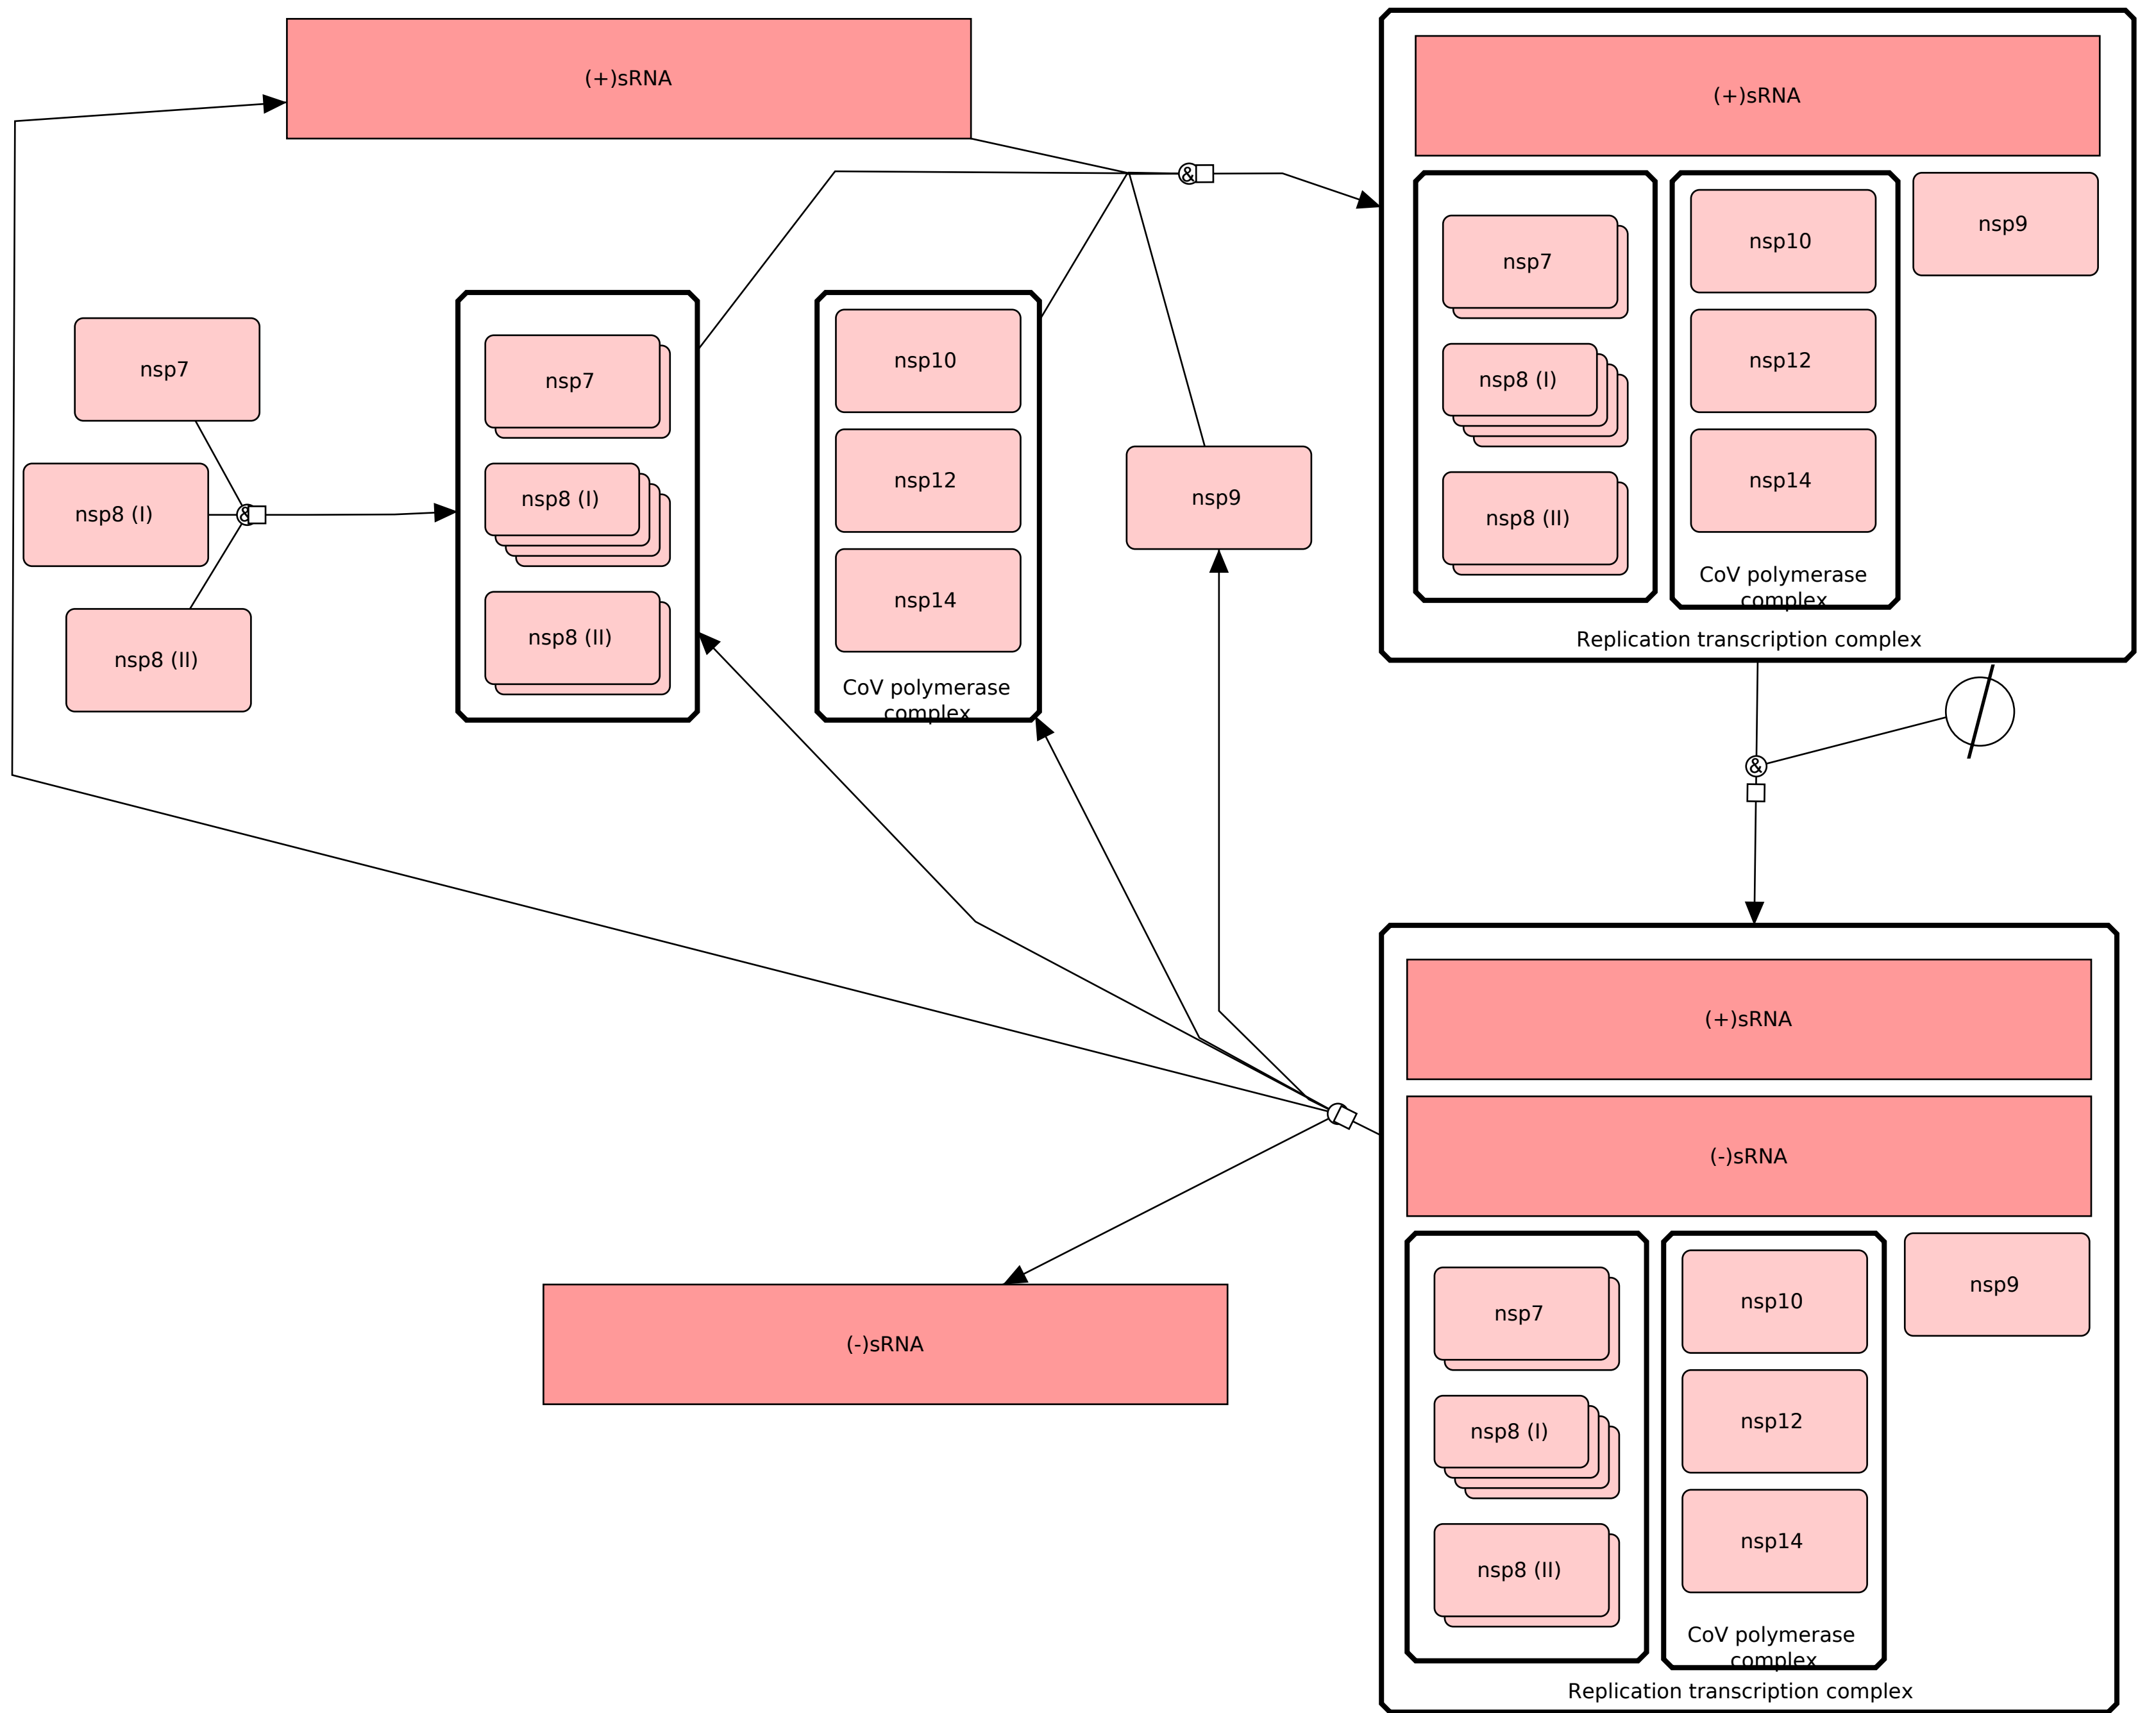 (+)sRNA
&
(+)sRNA
nsp7
nsp8 (I)
nsp8 (II)
nsp10
nsp12
nsp14
CoV polymerase
complex
nsp9
Replication transcription complex
nsp7
nsp8 (I)
nsp8 (II)
&
nsp7
nsp8 (I)
nsp8 (II)
nsp10
nsp12
nsp14
CoV polymerase
complex
nsp9
&
(+)sRNA
(-)sRNA
nsp7
nsp8 (I)
nsp8 (II)
nsp10
nsp12
nsp14
CoV polymerase
complex
nsp9
Replication transcription complex
(-)sRNA